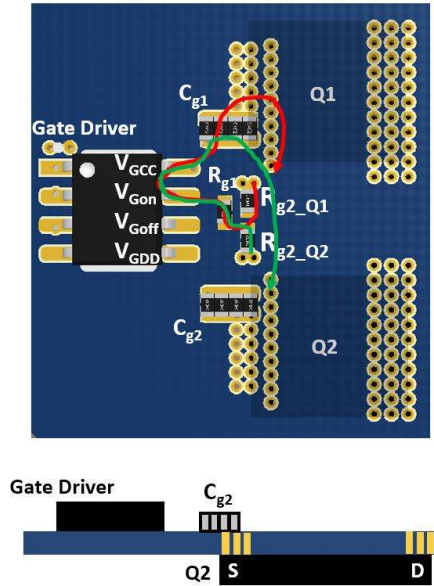 Q1
Cg1
Gate Driver
VGCC
Rg1
VGon
Rg2_Q1
VGoff
Rg2_Q2
VGDD
Cg2
Q2
Gate Driver
Cg2
Q2
S
D